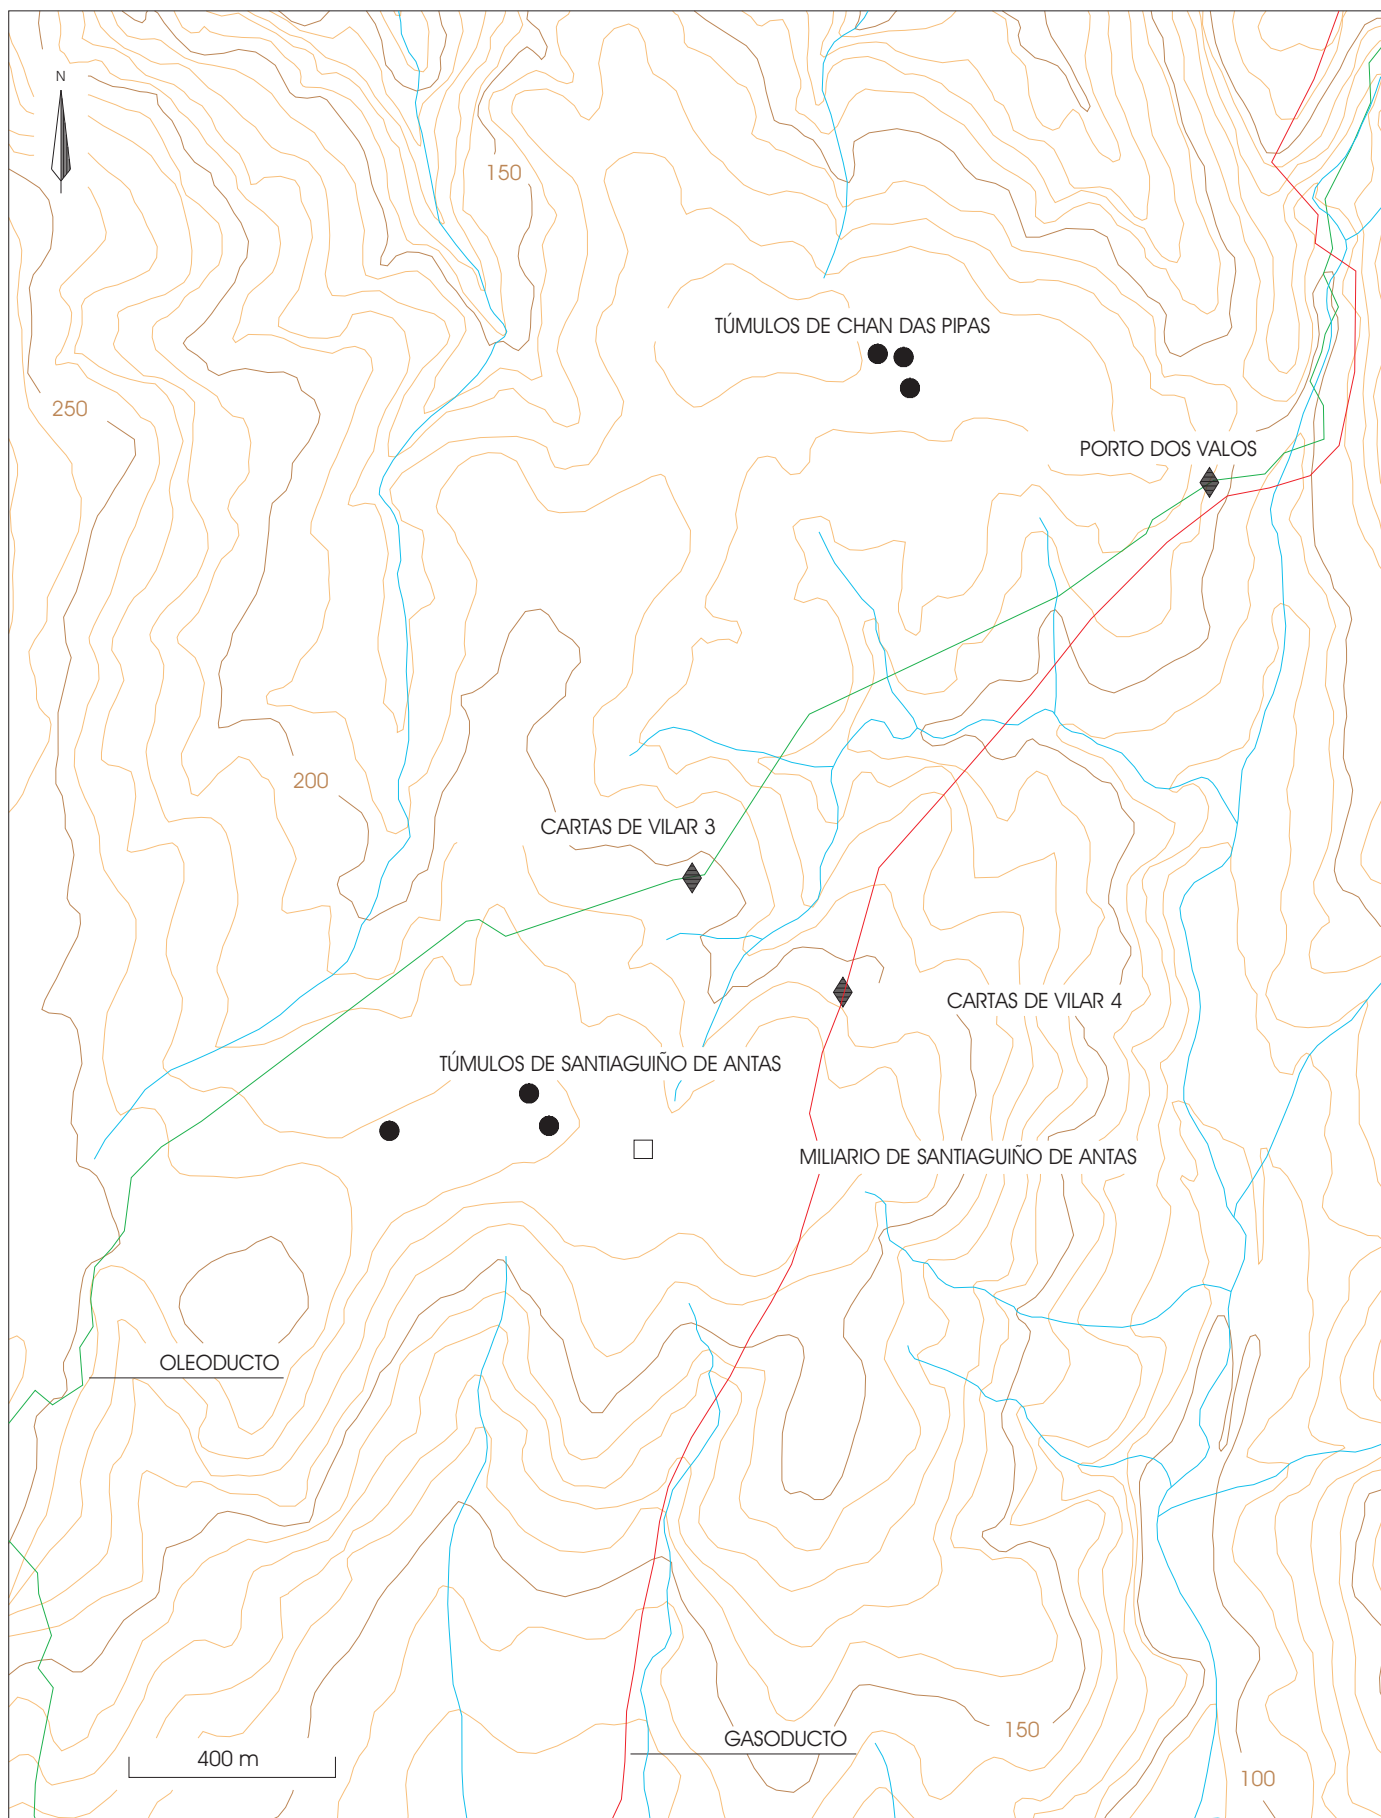 N
150
TÚMULOS DE CHAN DAS PIPAS
250
PORTO DOS VALOS
200
CARTAS DE VILAR 3
CARTAS DE VILAR 4
TÚMULOS DE SANTIAGUIÑO DE ANTAS
MILIARIO DE SANTIAGUIÑO DE ANTAS
OLEODUCTO
150
GASODUCTO
400 m
100